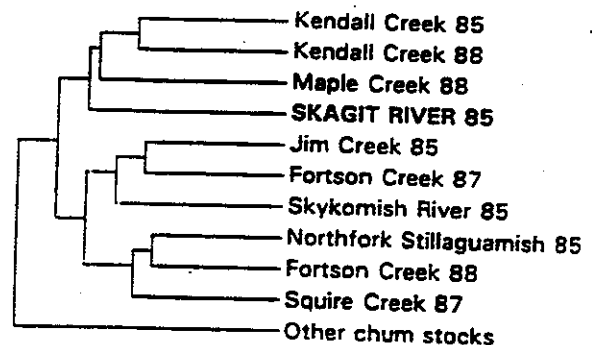 Kendall Creek 85
Kendall Creek 88
Maple Creek 88
SKAGIT RIVER 85
Jim Creek 85
Fortson Creek 87
Skykomish River 85
Northfork Stillaguamish 85
Fortson Creek 88
Squire Creek 87
Other chum stocks